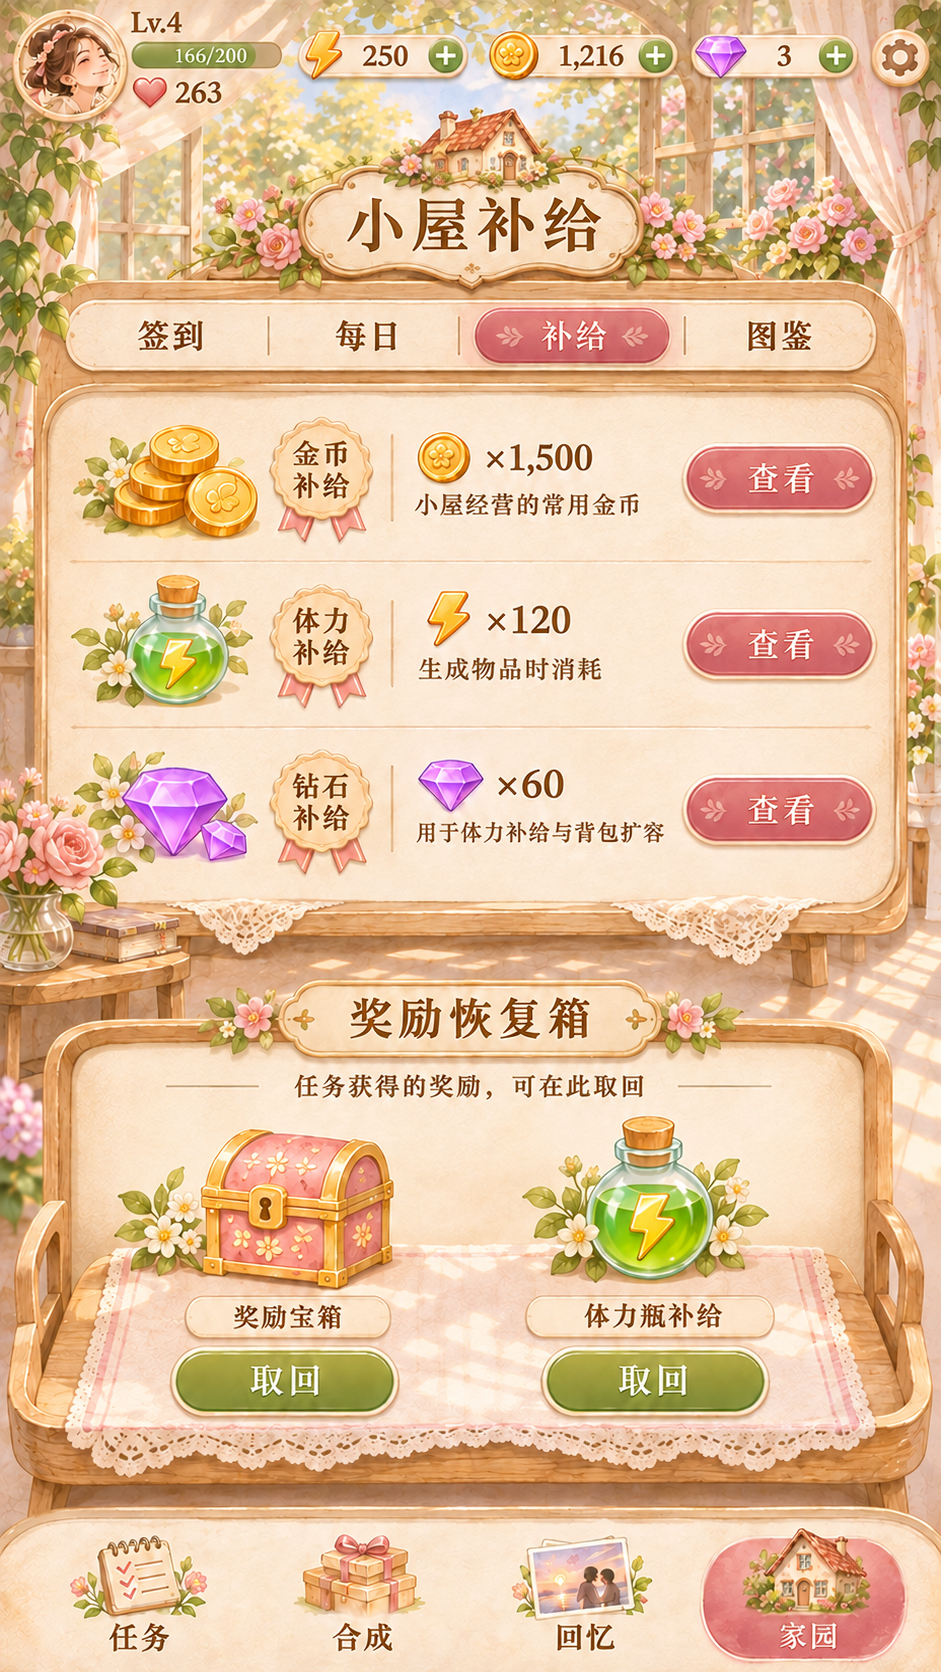 Lv.4
166/200
263
250
1,216
3
小屋补给
签到
每日
补给
图鉴
金币
补给
×1,500
小屋经营的常用金币
查看
体力
补给
×120
生成物品时消耗
查看
钻石
补给
×60
用于体力补给与背包扩容
查看
奖励恢复箱
任务获得的奖励，可在此取回
奖励宝箱
体力瓶补给
取回
取回
任务
合成
回忆
家园